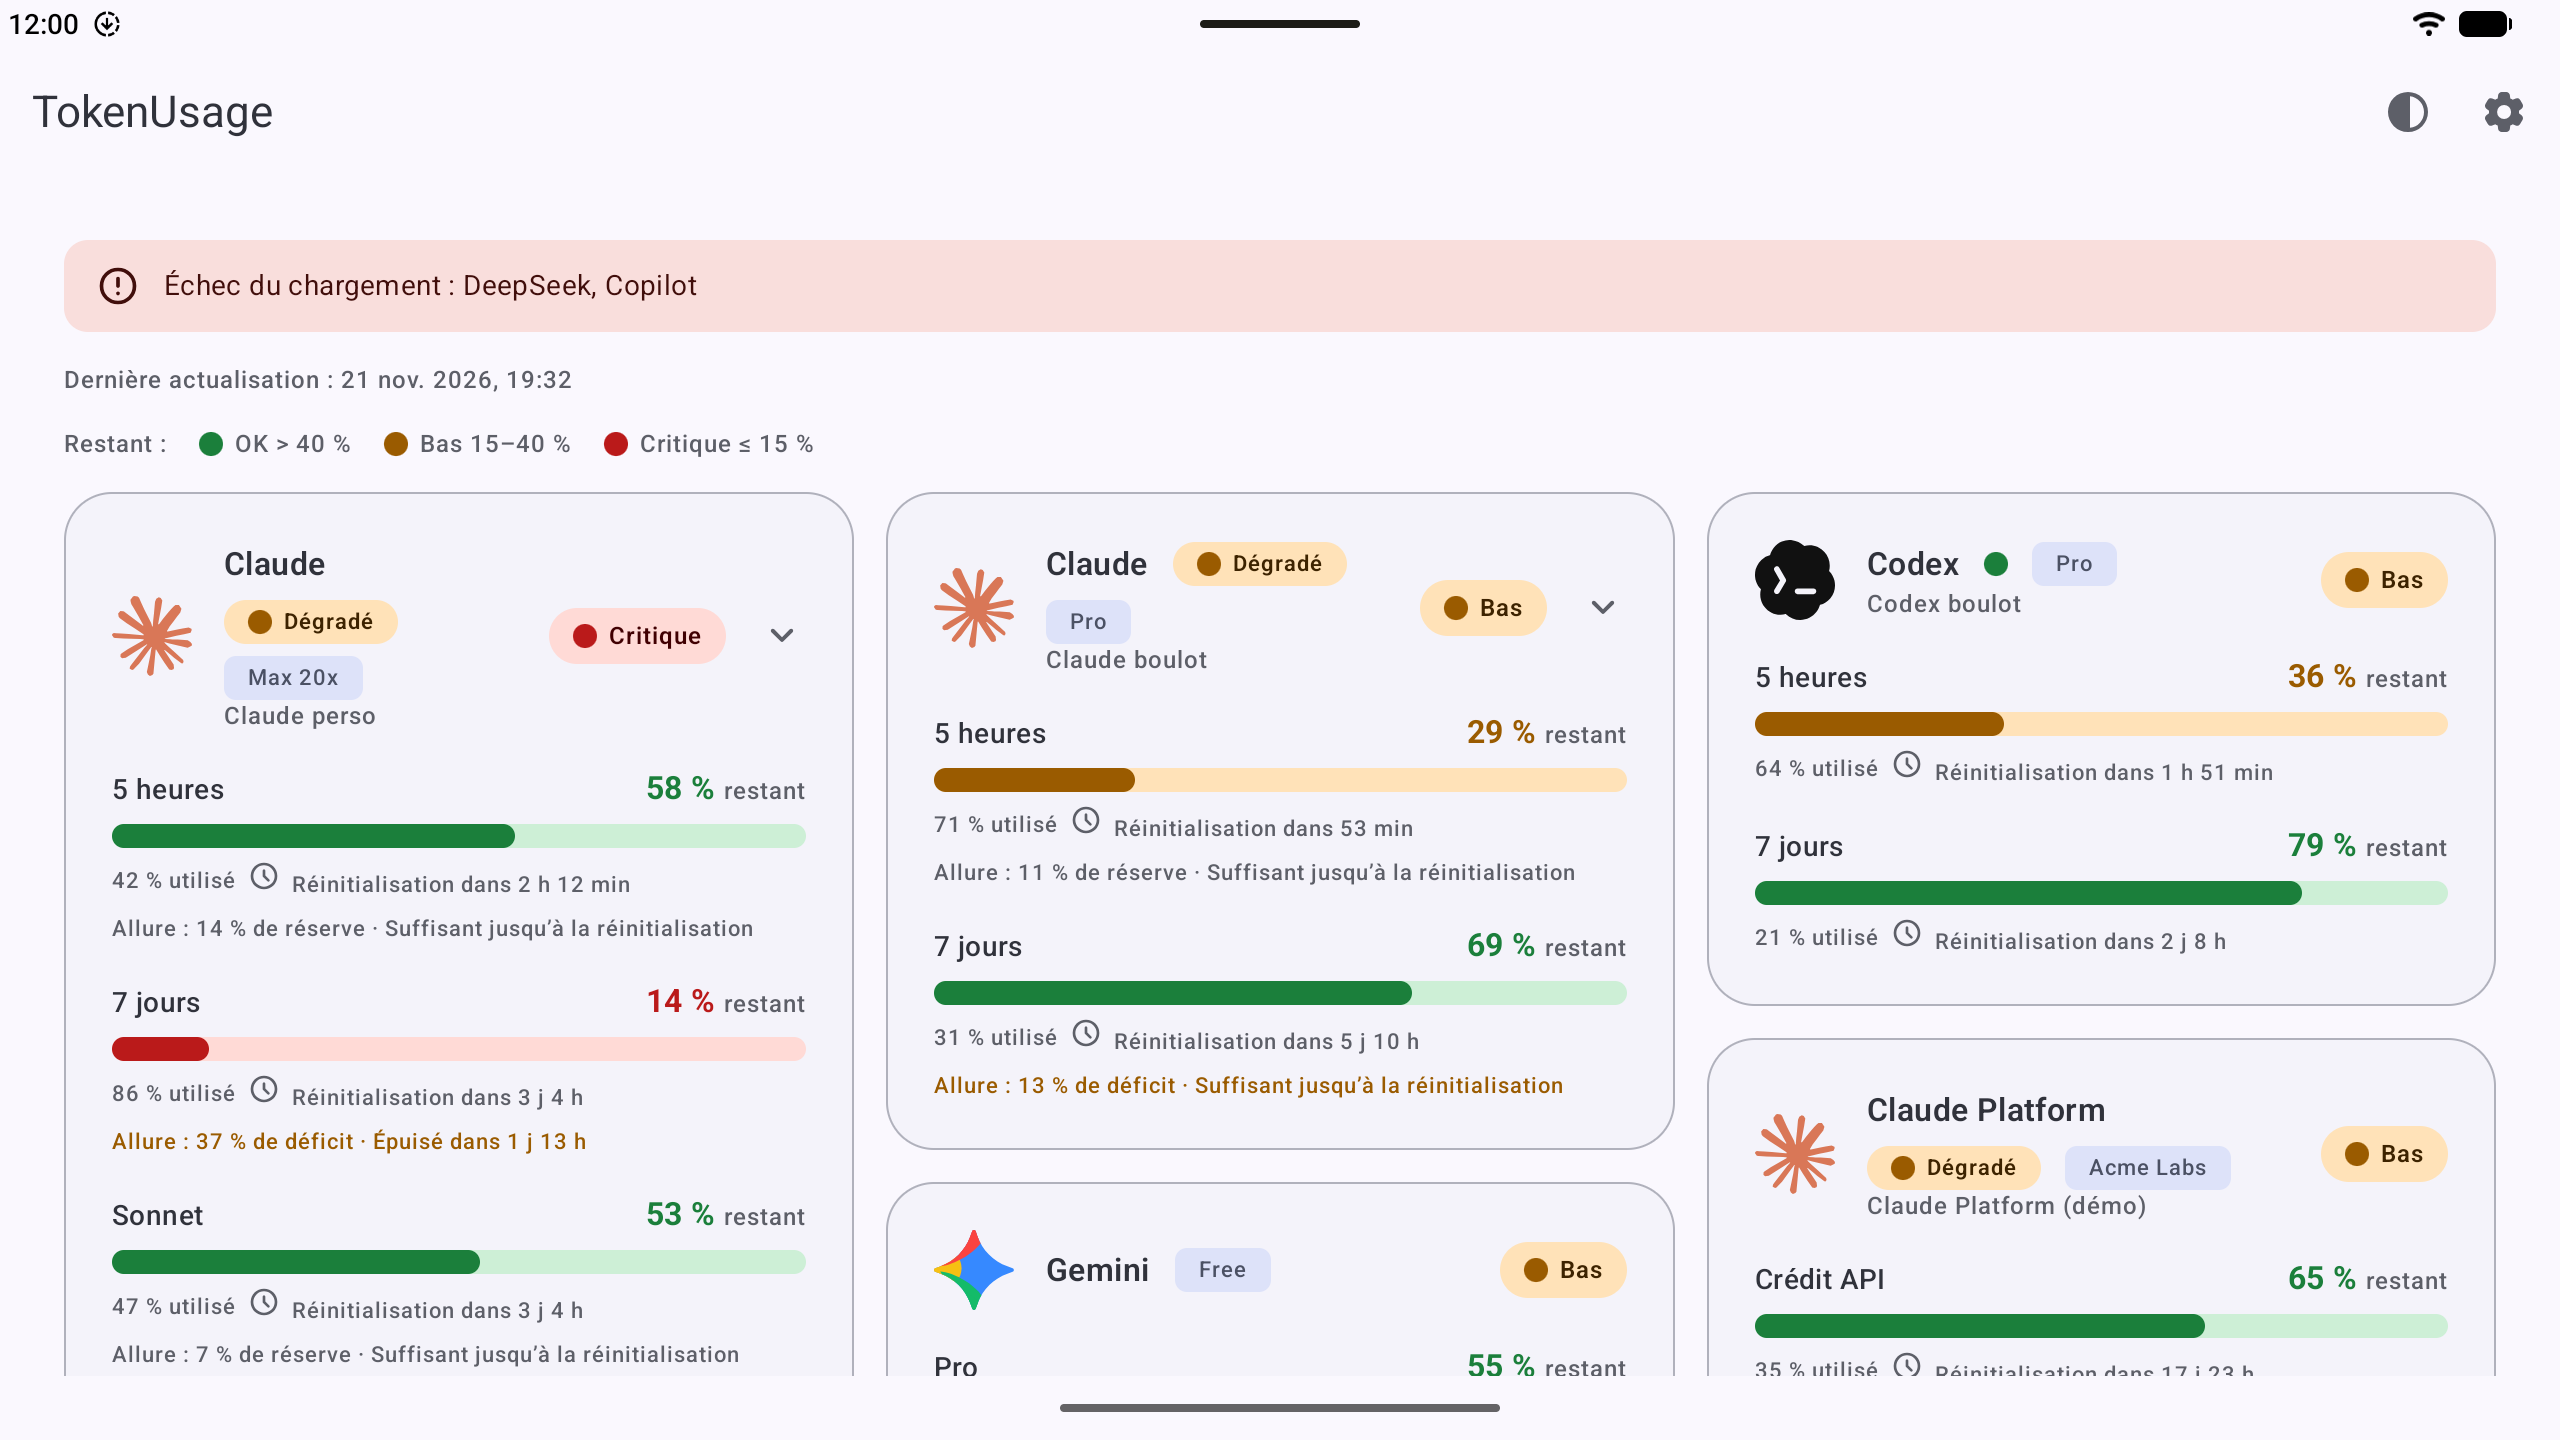 12:00
TokenUsage
Échec du chargement : DeepSeek, Copilot
Dernière actualisation : 21 nov. 2026, 19:32
Restant : OK > 40 % Bas 15–40 % Critique ≤ 15 %
Claude
Dégradé
Max 20x
Claude perso
Critique
5 heures 58 % restant
42 % utilisé Réinitialisation dans 2 h 12 min
Allure : 14 % de réserve · Suffisant jusqu’à la réinitialisation
7 jours 14 % restant
86 % utilisé Réinitialisation dans 3 j 4 h
Allure : 37 % de déficit · Épuisé dans 1 j 13 h
Sonnet 53 % restant
47 % utilisé Réinitialisation dans 3 j 4 h
Allure : 7 % de réserve · Suffisant jusqu’à la réinitialisation
Claude Dégradé
Pro
Claude boulot
Bas
5 heures 29 % restant
71 % utilisé Réinitialisation dans 53 min
Allure : 11 % de réserve · Suffisant jusqu’à la réinitialisation
7 jours 69 % restant
31 % utilisé Réinitialisation dans 5 j 10 h
Allure : 13 % de déficit · Suffisant jusqu’à la réinitialisation
Gemini Free Bas
Pro 55 % restant
Codex Pro
Codex boulot
Bas
5 heures 36 % restant
64 % utilisé Réinitialisation dans 1 h 51 min
7 jours 79 % restant
21 % utilisé Réinitialisation dans 2 j 8 h
Claude Platform
Dégradé Acme Labs
Claude Platform (démo)
Bas
Crédit API 65 % restant
35 % utilisé Réinitialisation dans 17 j 23 h